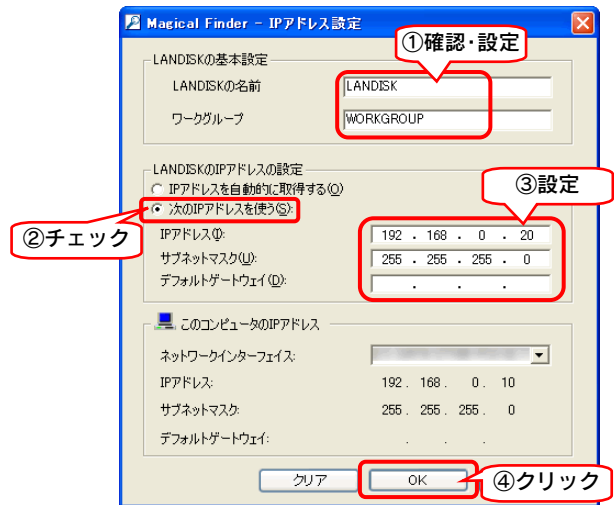 Magical Finder - IPアドレス設定
①確認・設定
LANDISKの基本設定
LANDISKの名前 LANDISK
ワークグループ WORKGROUP
LANDISKのIPアドレスの設定
IPアドレスを自動的に取得する(O)
③設定
次のIPアドレスを使う(S):
②チェック
IPアドレス(I): 192 . 168 . 0 . 20
サブネットマスク(U): 255 . 255 . 255 . 0
デフォルトゲートウェイ(D): . . .
このコンピュータのIPアドレス
ネットワークインターフェイス:
IPアドレス: 192 . 168 . 0 . 10
サブネットマスク: 255 . 255 . 255 . 0
デフォルトゲートウェイ: . . .
クリア OK ④クリック